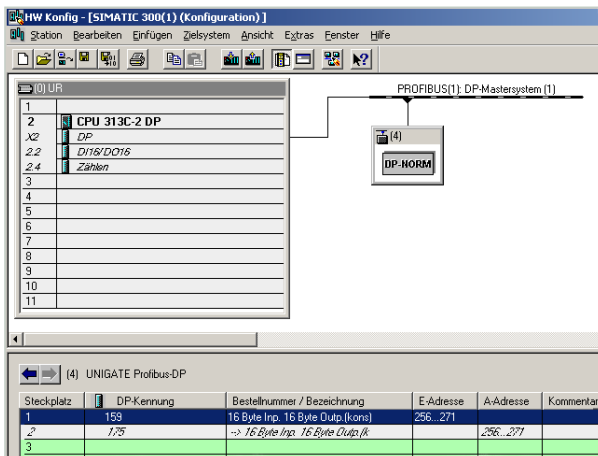 HW Konfig - [SIMATIC 300(1) (Konfiguration)]
Station Bearbeiten Einfügen Zielsystem Ansicht Extras Fenster Hilfe
(0) UR
1
2 CPU 313C-2 DP
X2 DP
2.2 DI16/DO16
2.4 Zählen
3
4
5
6
7
8
9
10
11
PROFIBUS(1): DP-Mastersystem (1)
(4)
DP-NORM
(4) UNIGATE Profibus-DP
Steckplatz DP-Kennung Bestellnummer / Bezeichnung E-Adresse A-Adresse Kommentar
1 159 16 Byte Inp. 16 Byte Outp.(kons) 256...271
2 175 --> 16 Byte Inp. 16 Byte Outp.(k 256...271
3